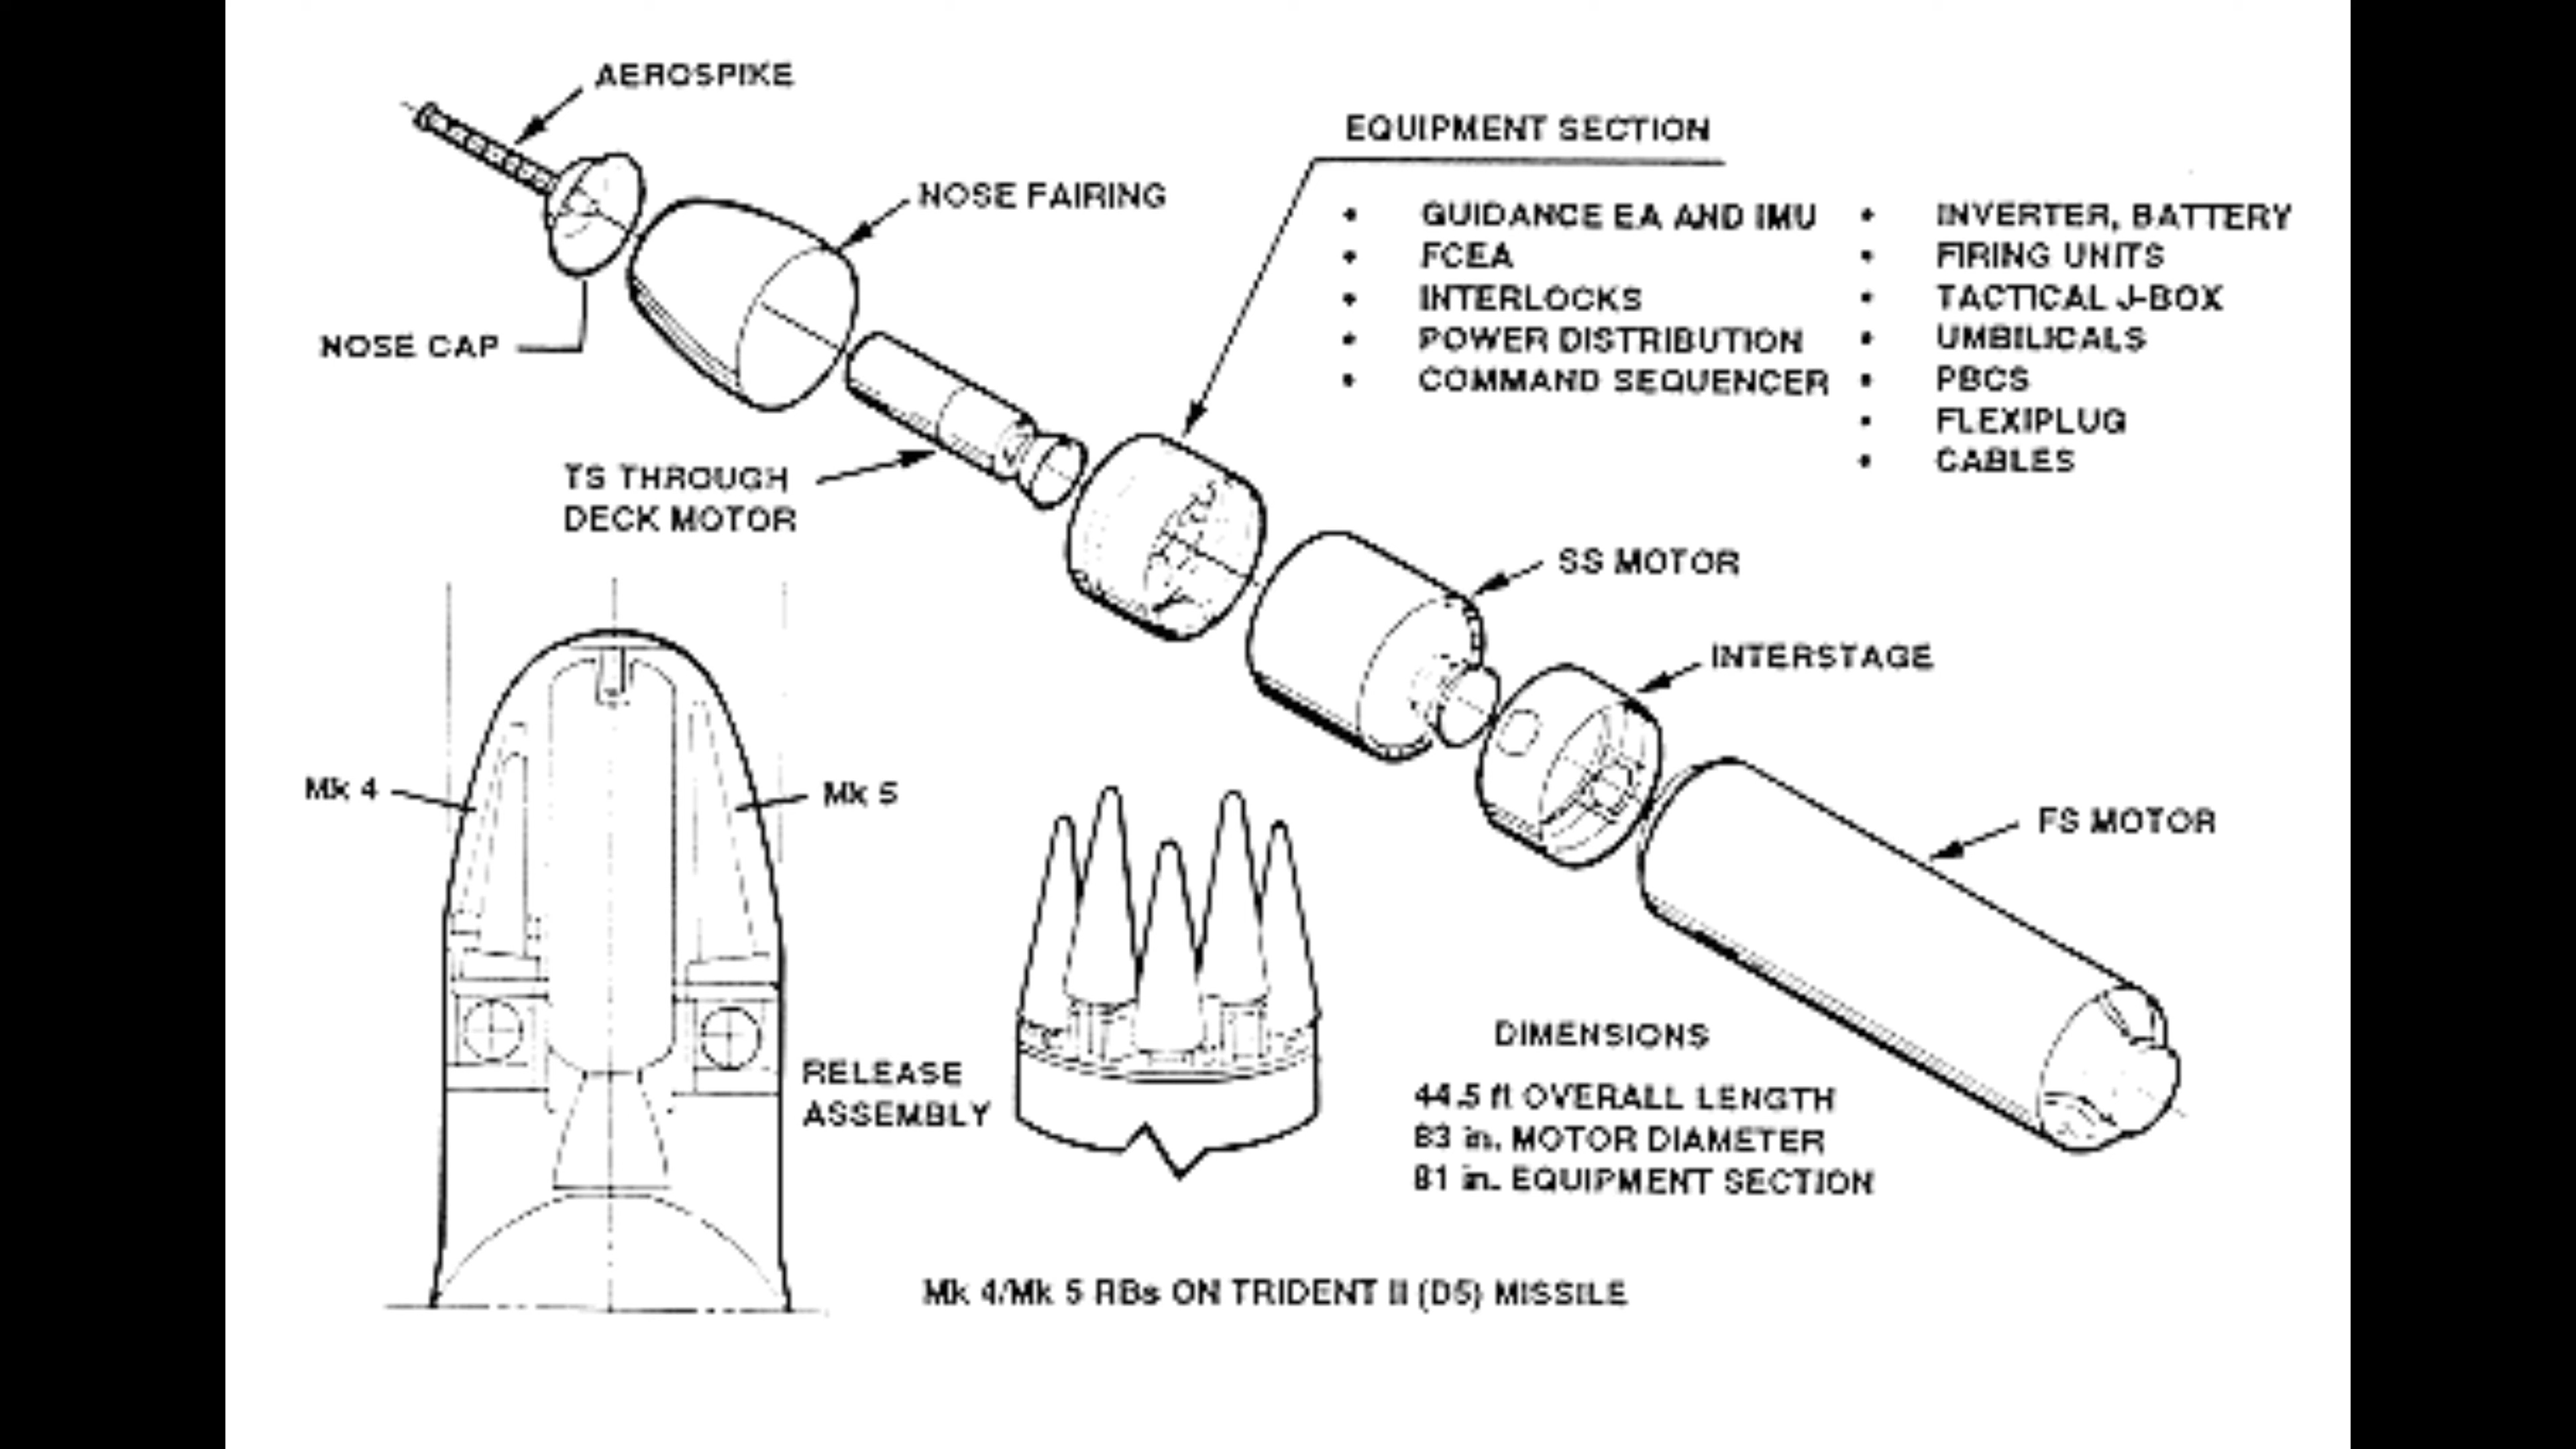 AEROSPIKE
NOSE FAIRING
NOSE CAP
TS THROUGH
DECK MOTOR
EQUIPMENT SECTION
• GUIDANCE EA AND IMU
• FCEA
• INTERLOCKS
• POWER DISTRIBUTION
• COMMAND SEQUENCER
• INVERTER, BATTERY
• FIRING UNITS
• TACTICAL J-BOX
• UMBILICALS
• PBCS
• FLEXIPLUG
• CABLES
SS MOTOR
INTERSTAGE
FS MOTOR
Mk 4
Mk 5
RELEASE
ASSEMBLY
DIMENSIONS
44.5 ft OVERALL LENGTH
83 in. MOTOR DIAMETER
81 in. EQUIPMENT SECTION
Mk 4/Mk 5 RBs ON TRIDENT II (D5) MISSILE